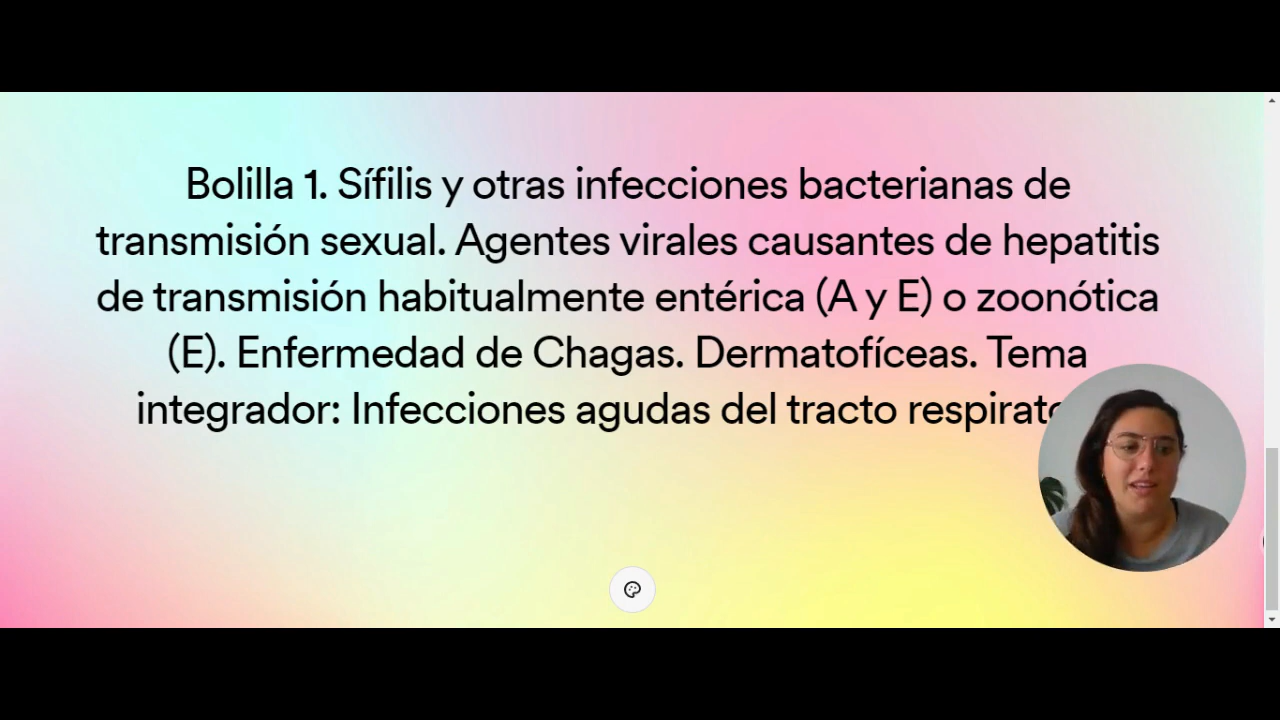 Bolilla 1. Sífilis y otras infecciones bacterianas de
transmisión sexual. Agentes virales causantes de hepatitis
de transmisión habitualmente entérica (A y E) o zoonótica
(E). Enfermedad de Chagas. Dermatofíceas. Tema
integrador: Infecciones agudas del tracto